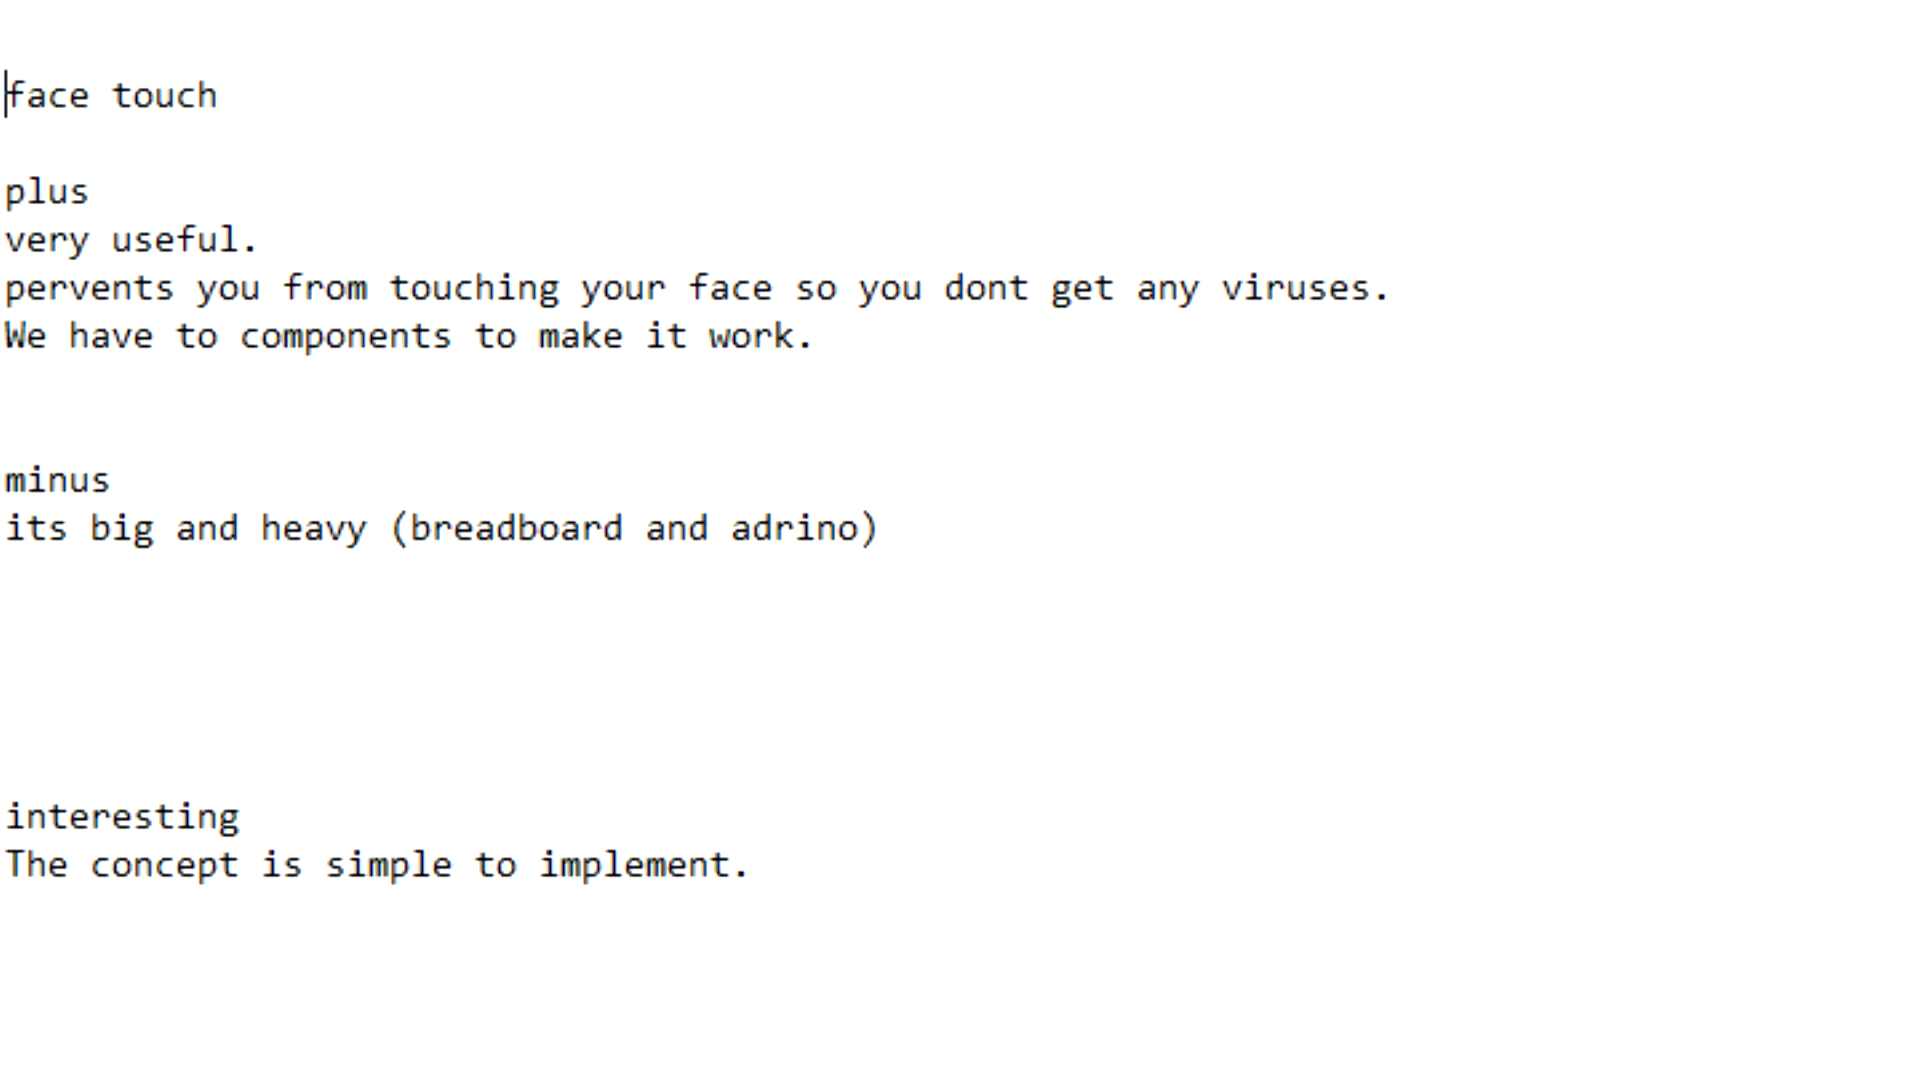 face touch
plus
very useful.
pervents you from touching your face so you dont get any viruses.
We have to components to make it work.
minus
its big and heavy (breadboard and adrino)
interesting
The concept is simple to implement.